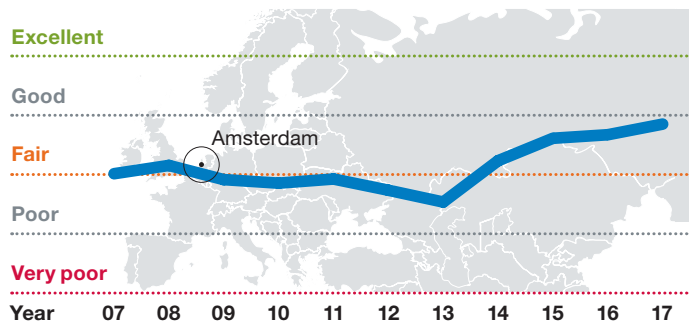 Excellent
Good
Amsterdam
Fair
Poor
Very poor
Year 07 08 09 10 11 12 13 14 15 16 17